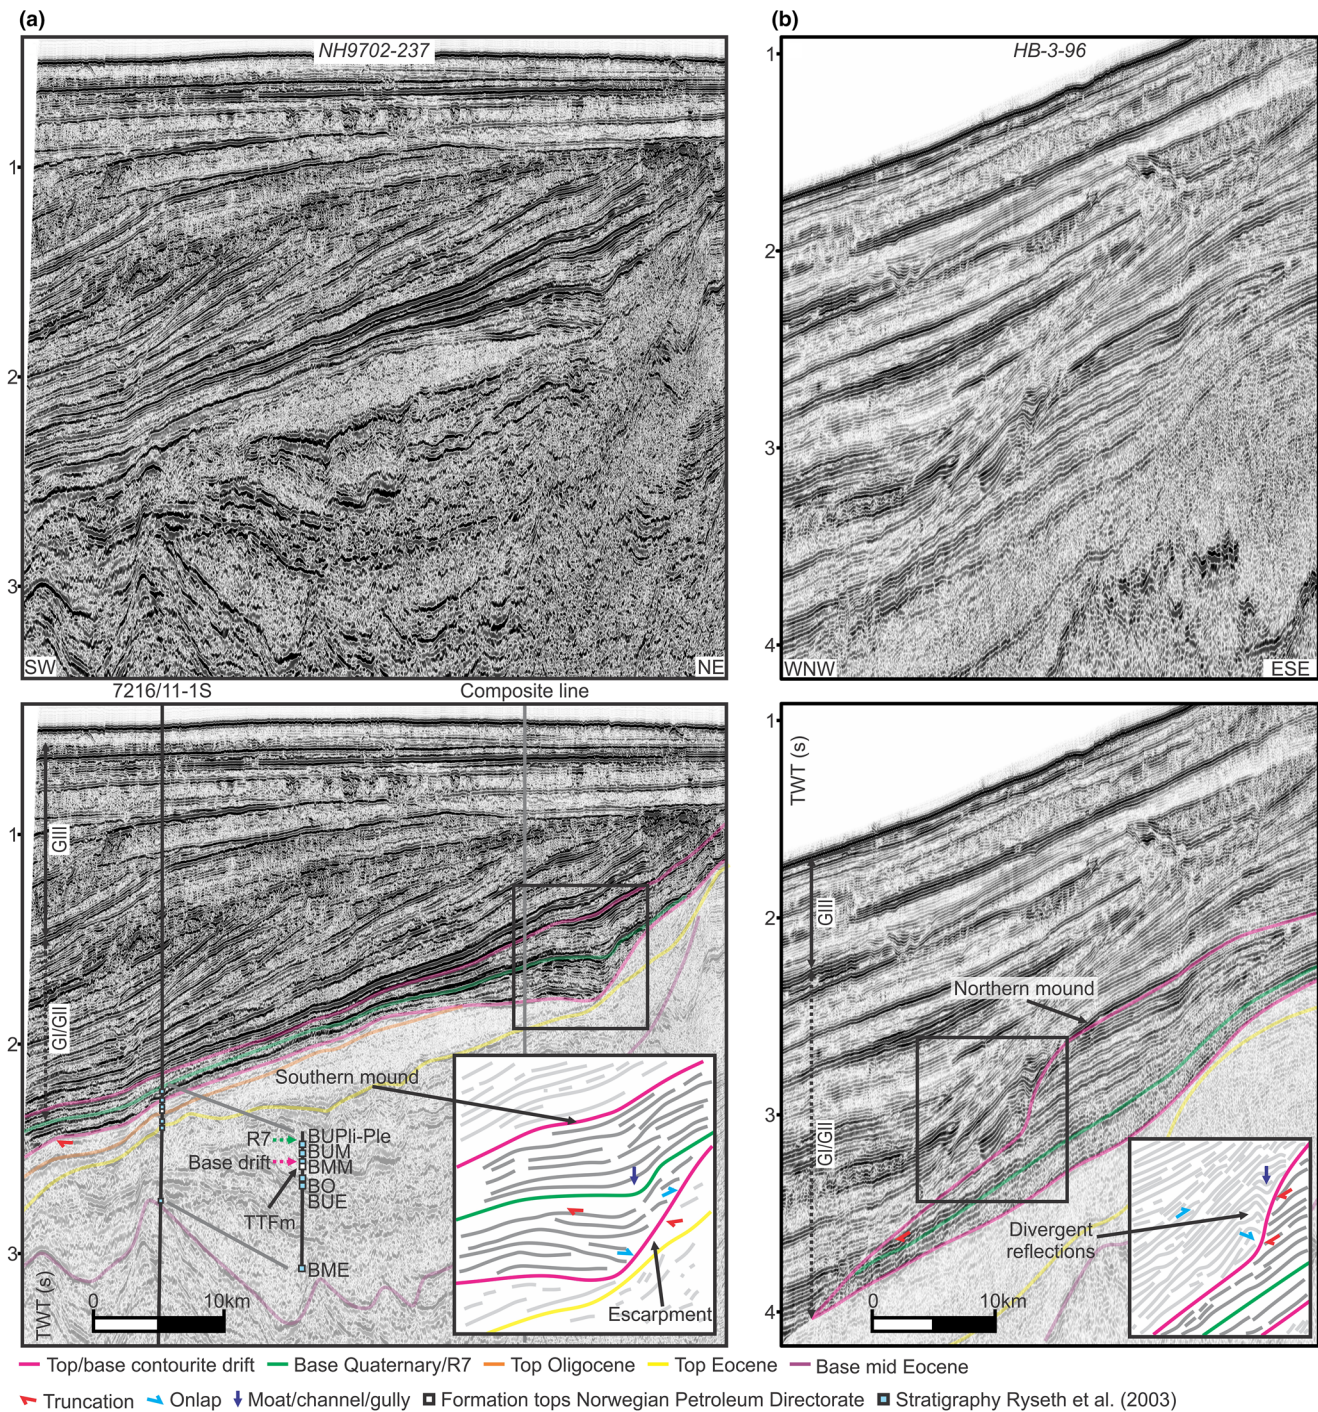 (a)
(b)
NH9702-237
HB-3-96
1
2
3
1
2
3
4
SW
NE
WNW
ESE
7216/11-1S
Composite line
GIII
GI/GII
1
2
3
TWT (s)
Southern mound
R7
Base drift
TTFm
BUPli-Ple
BUM
BMM
BO
BUE
BME
0 10km
Escarpment
TWT (s)
1
2
3
4
GIII
GI/GII
Northern mound
Divergent
reflections
0 10km
Top/base contourite drift Base Quaternary/R7 Top Oligocene Top Eocene Base mid Eocene
Truncation Onlap Moat/channel/gully Formation tops Norwegian Petroleum Directorate Stratigraphy Ryseth et al. (2003)